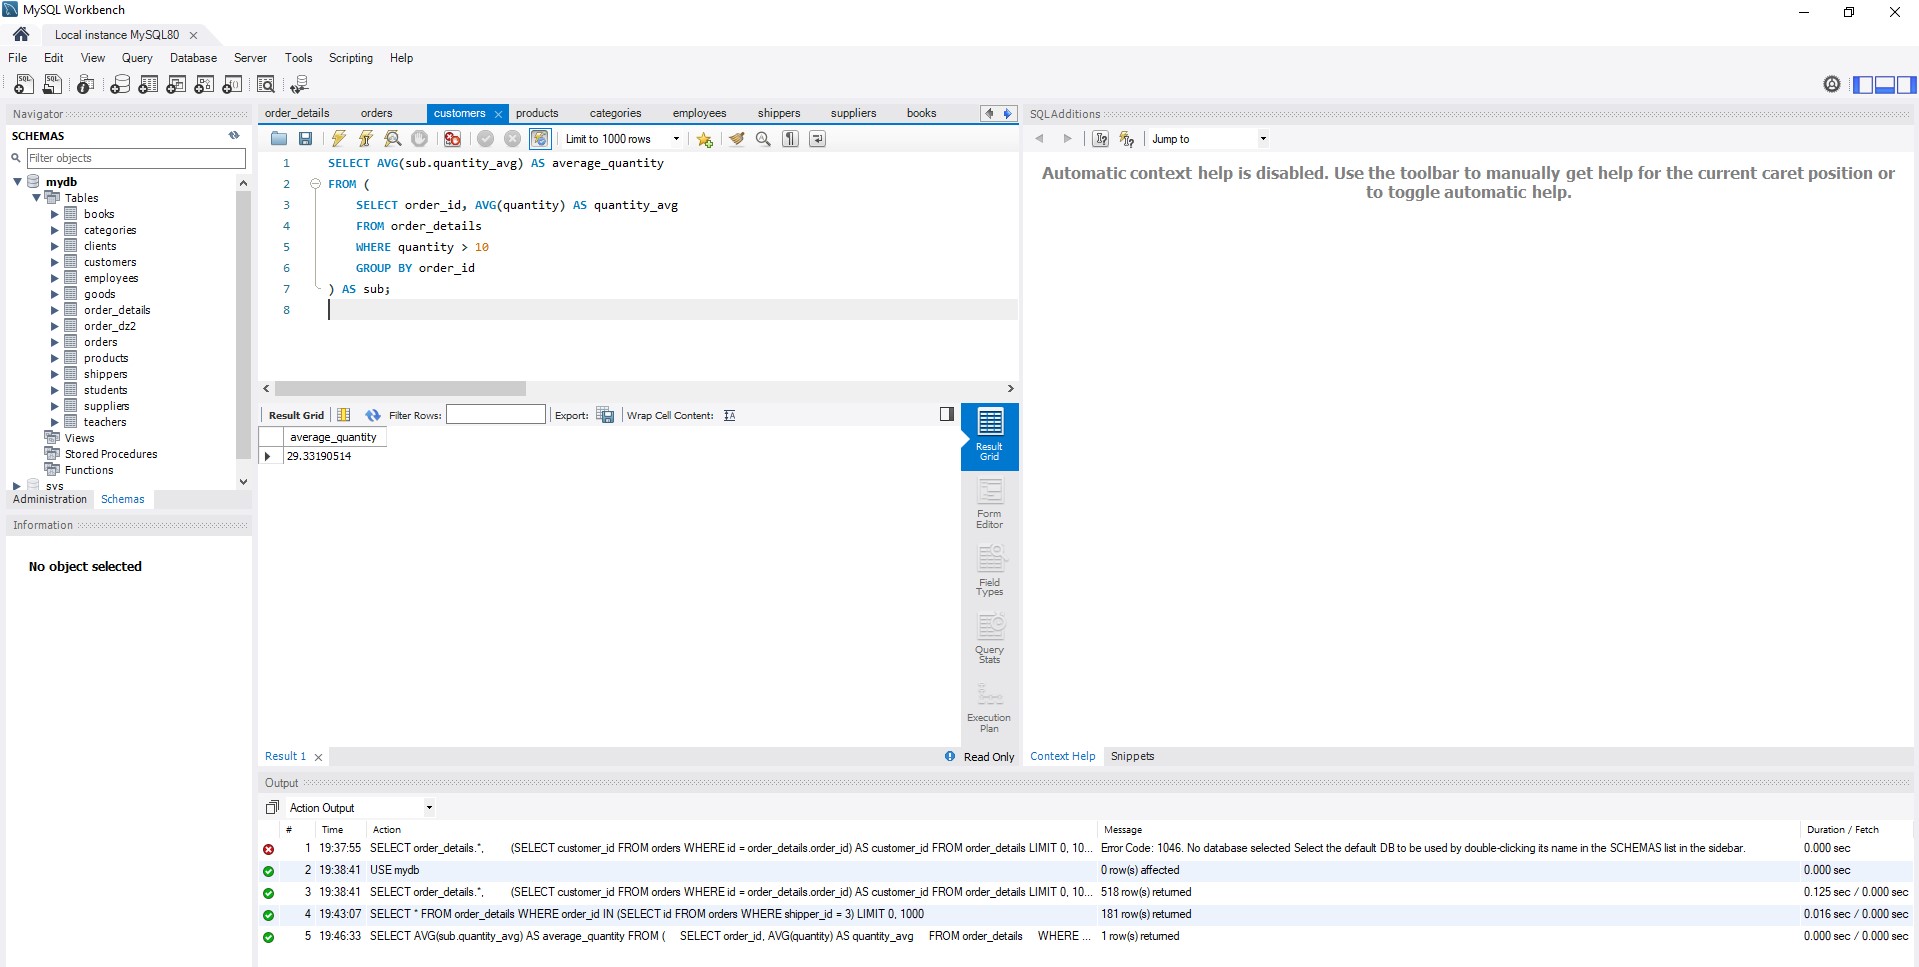 MySQL Workbench
Local instance MySQL80
File Edit View Query Database Server Tools Scripting Help
Navigator
SCHEMAS
Filter objects
mydb
Tables
books
categories
clients
customers
employees
goods
order_details
order_dz2
orders
products
shippers
students
suppliers
teachers
Views
Stored Procedures
Functions
sys
Administration Schemas
Information
No object selected
order_details orders customers products categories employees shippers suppliers books
Limit to 1000 rows
1 SELECT AVG(sub.quantity_avg) AS average_quantity
2 FROM (
3 SELECT order_id, AVG(quantity) AS quantity_avg
4 FROM order_details
5 WHERE quantity > 10
6 GROUP BY order_id
7 ) AS sub;
8
Result Grid Filter Rows: Export: Wrap Cell Content:
average_quantity
29.33190514
Result
Grid
Form
Editor
Field
Types
Query
Stats
Execution
Plan
Result 1 Read Only
SQLAdditions
Jump to
Automatic context help is disabled. Use the toolbar to manually get help for the current caret position or
to toggle automatic help.
Context Help Snippets
Output
Action Output
# Time Action Message Duration / Fetch
1 19:37:55 SELECT order_details.*, (SELECT customer_id FROM orders WHERE id = order_details.order_id) AS customer_id FROM order_details LIMIT 0, 10... Error Code: 1046. No database selected Select the default DB to be used by double-clicking its name in the SCHEMAS list in the sidebar. 0.000 sec
2 19:38:41 USE mydb 0 row(s) affected 0.000 sec
3 19:38:41 SELECT order_details.*, (SELECT customer_id FROM orders WHERE id = order_details.order_id) AS customer_id FROM order_details LIMIT 0, 10... 518 row(s) returned 0.125 sec / 0.000 sec
4 19:43:07 SELECT * FROM order_details WHERE order_id IN (SELECT id FROM orders WHERE shipper_id = 3) LIMIT 0, 1000 181 row(s) returned 0.016 sec / 0.000 sec
5 19:46:33 SELECT AVG(sub.quantity_avg) AS average_quantity FROM ( SELECT order_id, AVG(quantity) AS quantity_avg FROM order_details WHERE ... 1 row(s) returned 0.000 sec / 0.000 sec